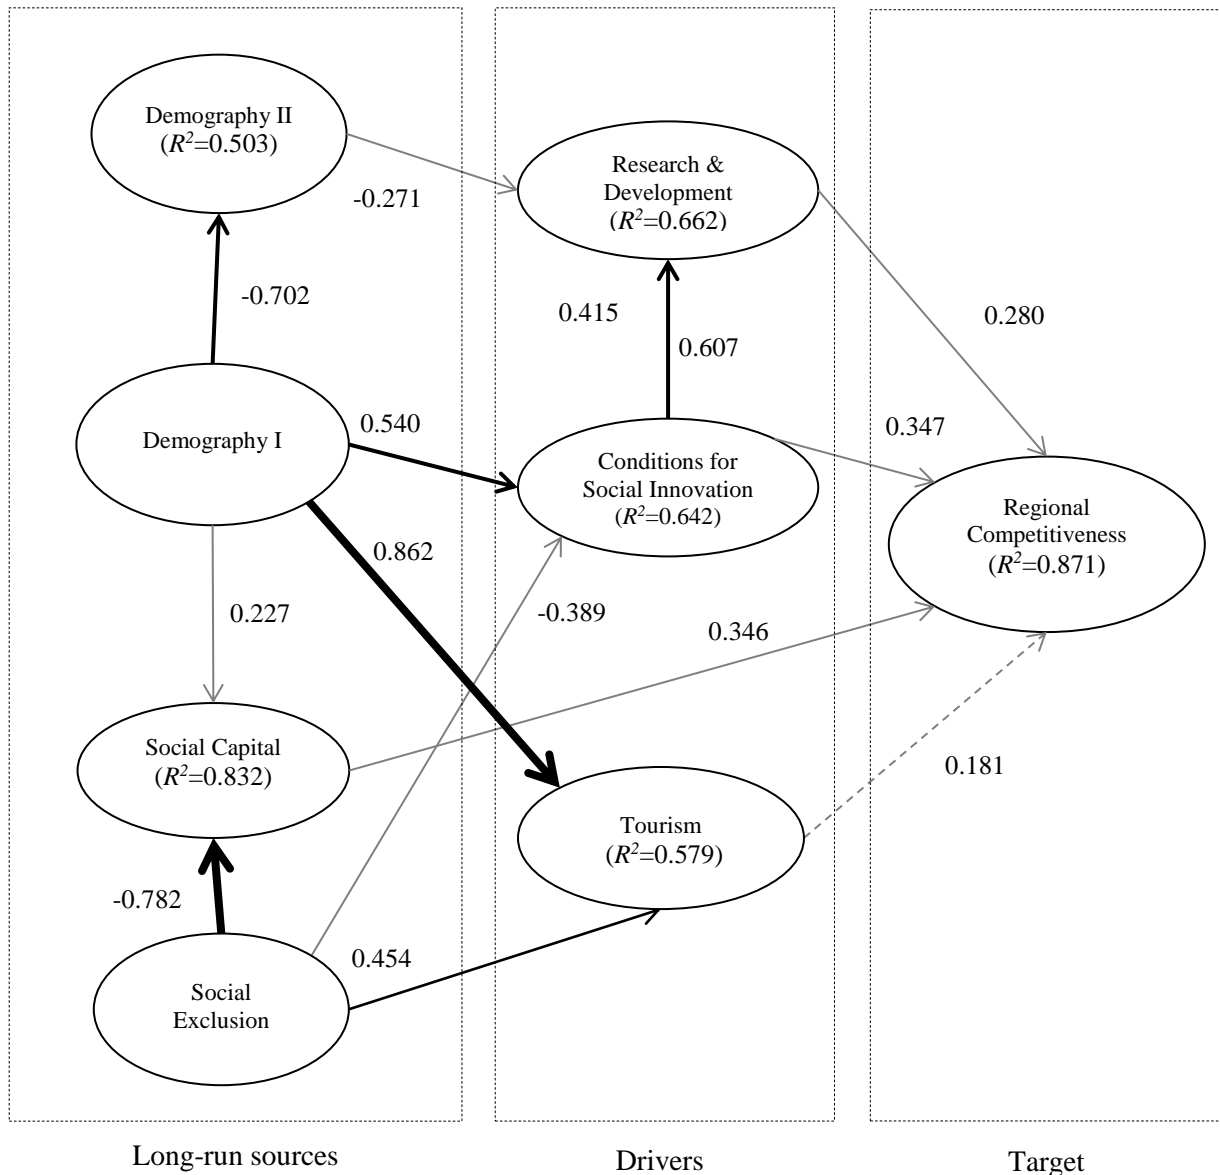 Demography II
(R²=0.503)
-0.271
-0.702
Demography I
0.540
0.862
0.227
-0.389
Social Capital
(R²=0.832)
-0.782
0.454
Social
Exclusion
Long-run sources
Research &
Development
(R²=0.662)
0.415
0.607
Conditions for
Social Innovation
(R²=0.642)
0.346
Tourism
(R²=0.579)
Drivers
0.280
0.347
Regional
Competitiveness
(R²=0.871)
0.181
Target